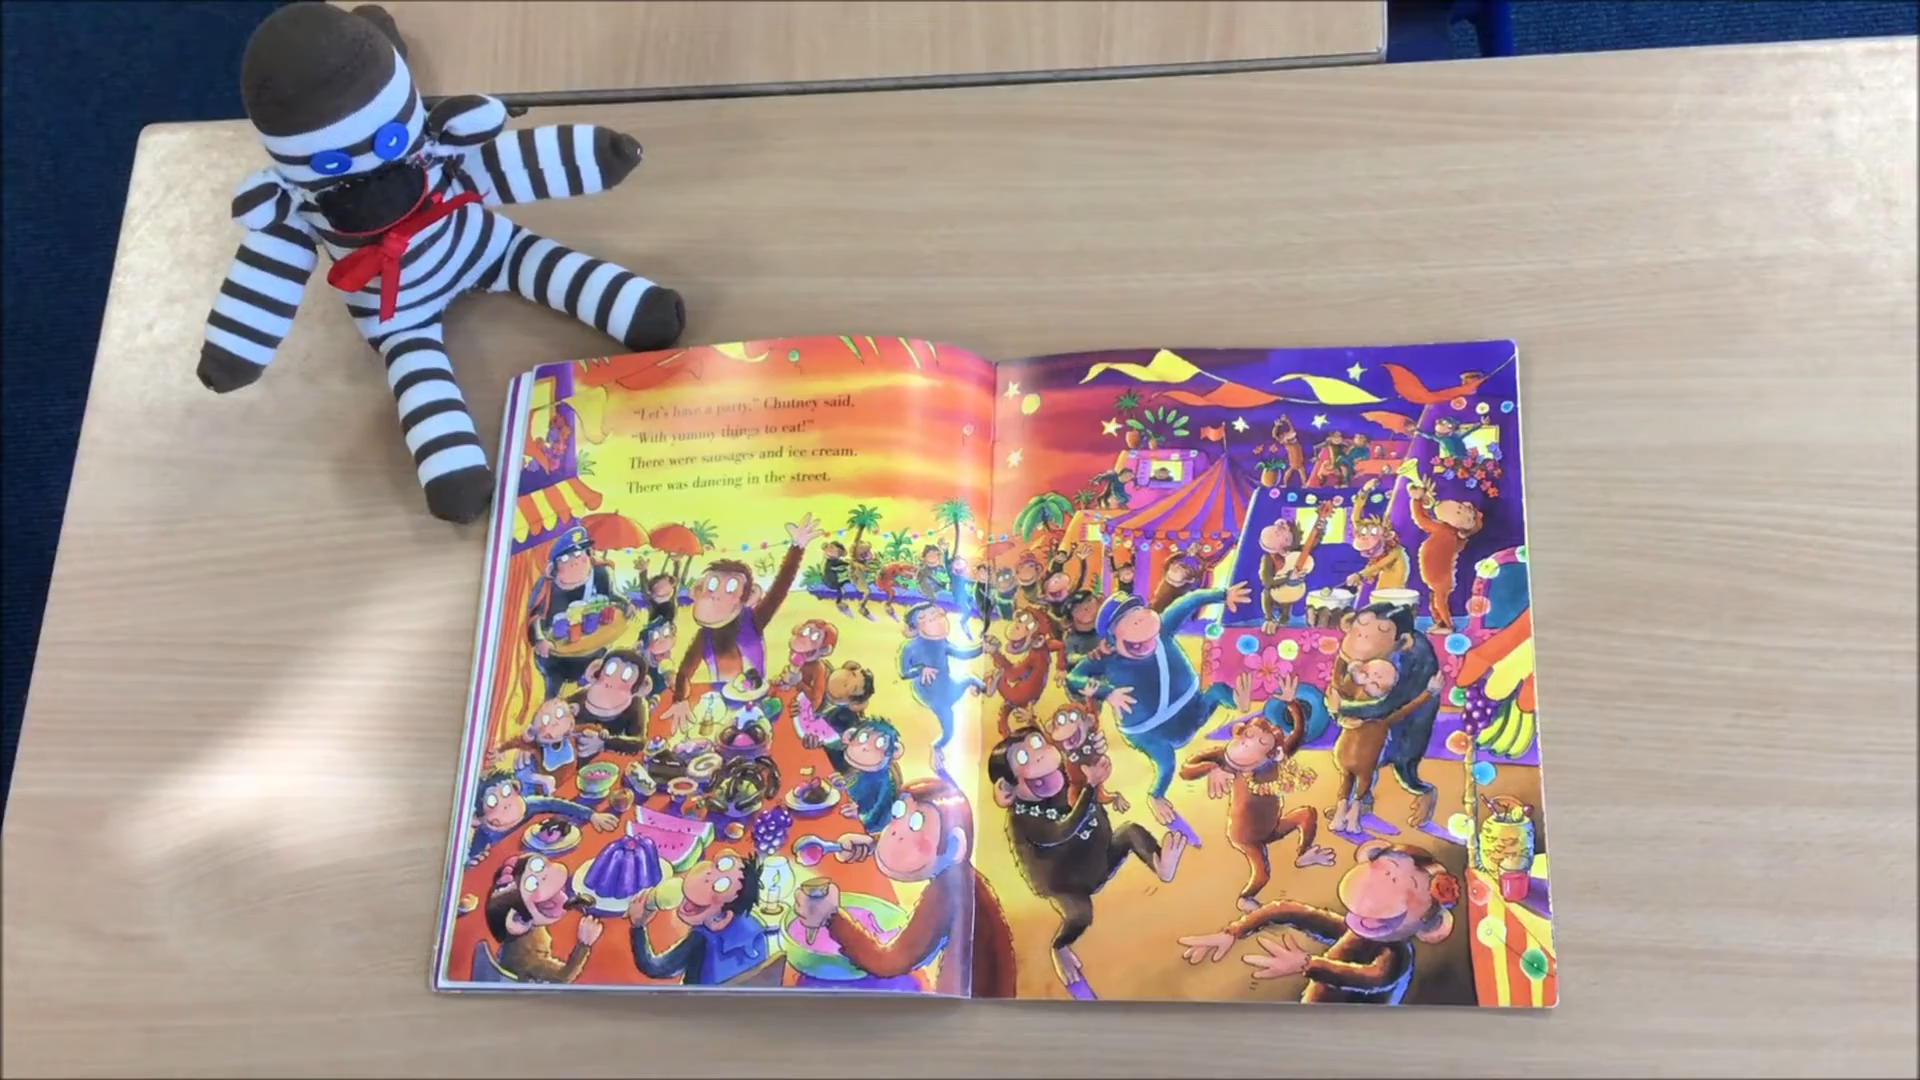 "Let's have a party," Chutney said,
"With yummy things to eat!"
There were sausages and ice cream.
There was dancing in the street.